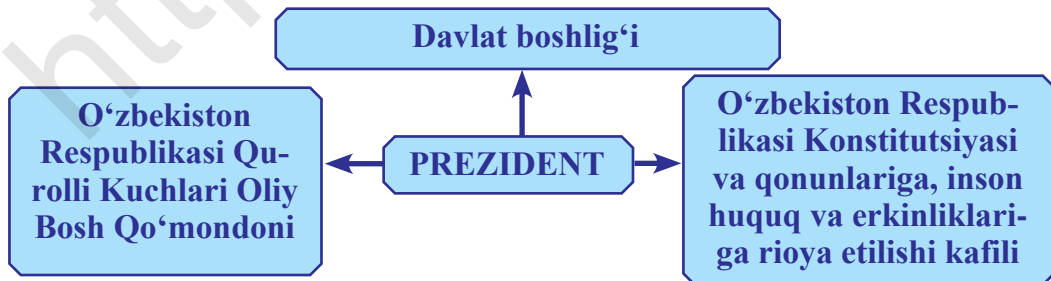 Davlat boshlig‘i
O‘zbekiston
Respublikasi Qu-
rolli Kuchlari Oliy
Bosh Qo‘mondoni
PREZIDENT
O‘zbekiston Respub-
likasi Konstitutsiyasi
va qonunlariga, inson
huquq va erkinliklari-
ga rioya etilishi kafili